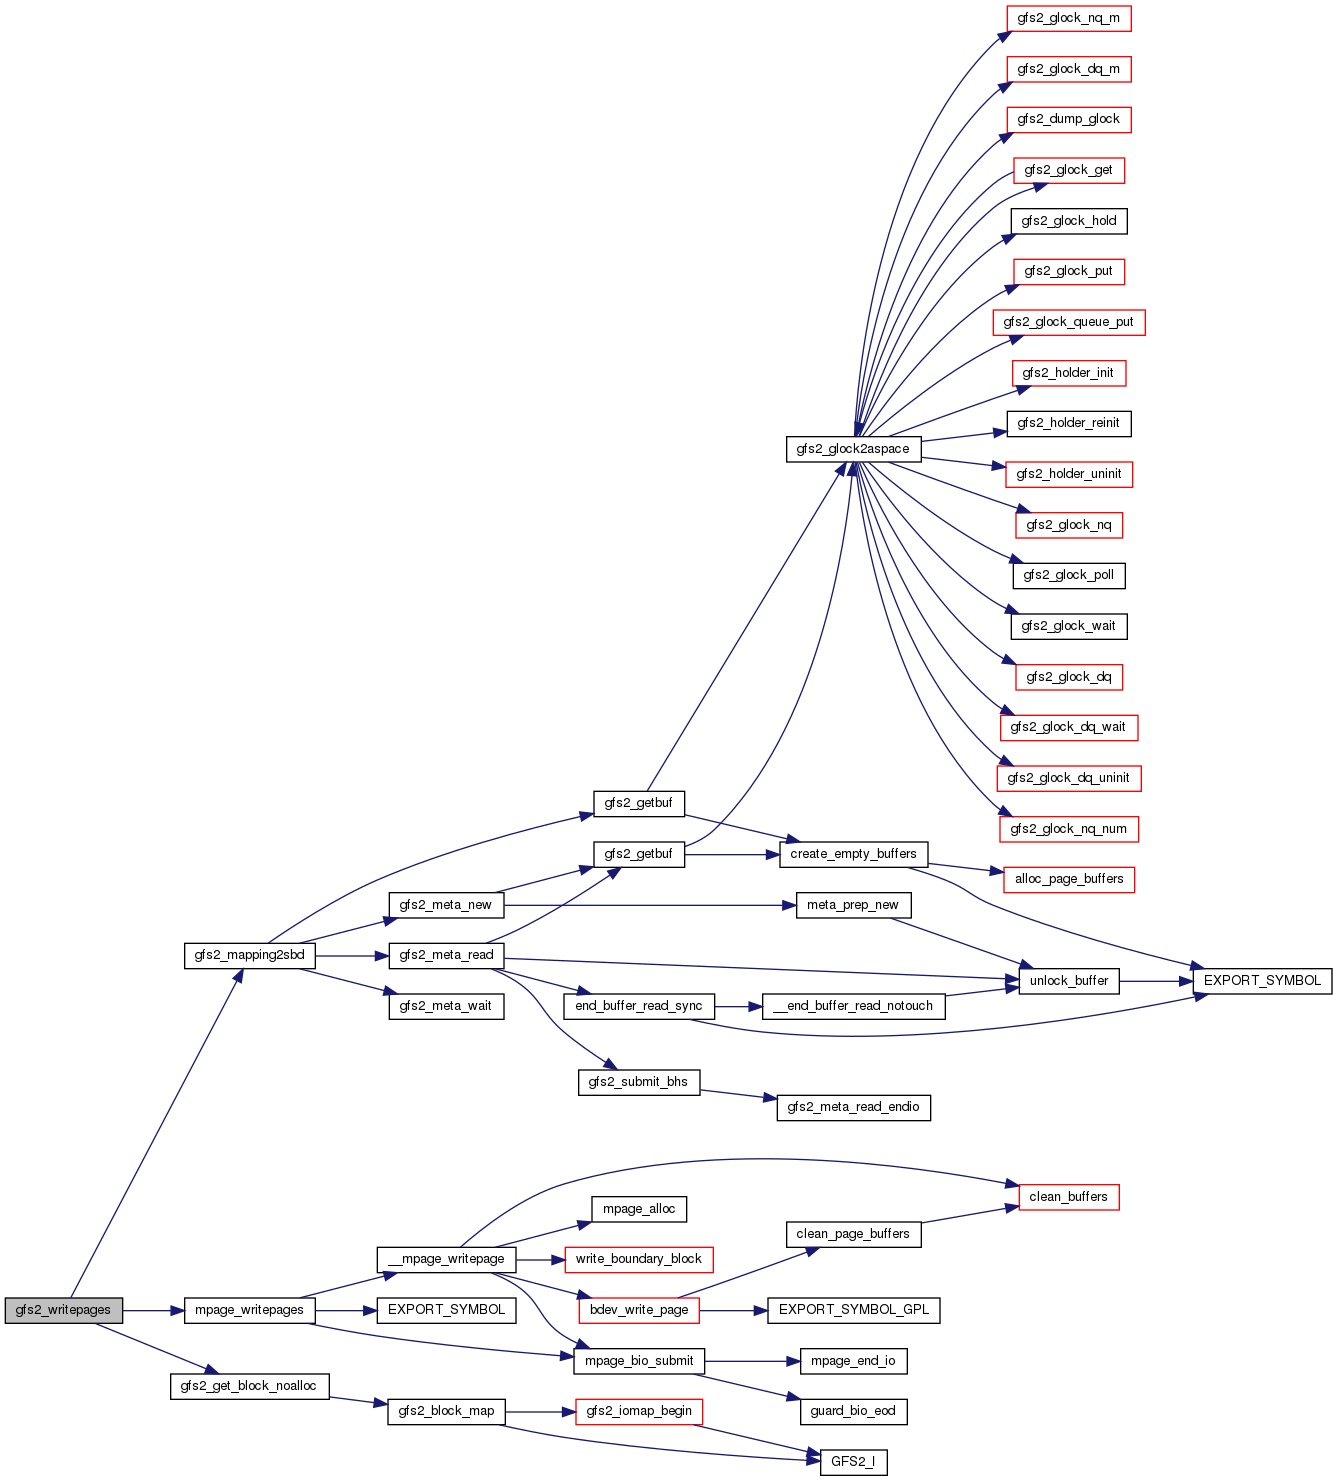 gfs2_glock_nq_m
gfs2_glock_dq_m
gfs2_dump_glock
gfs2_glock_get
gfs2_glock_hold
gfs2_glock_put
gfs2_glock_queue_put
gfs2_holder_init
gfs2_holder_reinit
gfs2_glock2aspace
gfs2_holder_uninit
gfs2_glock_nq
gfs2_glock_poll
gfs2_glock_wait
gfs2_glock_dq
gfs2_glock_dq_wait
gfs2_glock_dq_uninit
gfs2_getbuf
gfs2_glock_nq_num
gfs2_getbuf
create_empty_buffers
alloc_page_buffers
gfs2_meta_new
meta_prep_new
gfs2_mapping2sbd
gfs2_meta_read
unlock_buffer
EXPORT_SYMBOL
gfs2_meta_wait
end_buffer_read_sync
__end_buffer_read_notouch
gfs2_submit_bhs
gfs2_meta_read_endio
clean_buffers
mpage_alloc
clean_page_buffers
__mpage_writepage
write_boundary_block
gfs2_writepages
mpage_writepages
EXPORT_SYMBOL
bdev_write_page
EXPORT_SYMBOL_GPL
mpage_bio_submit
mpage_end_io
gfs2_get_block_noalloc
gfs2_block_map
gfs2_iomap_begin
guard_bio_eod
GFS2_I